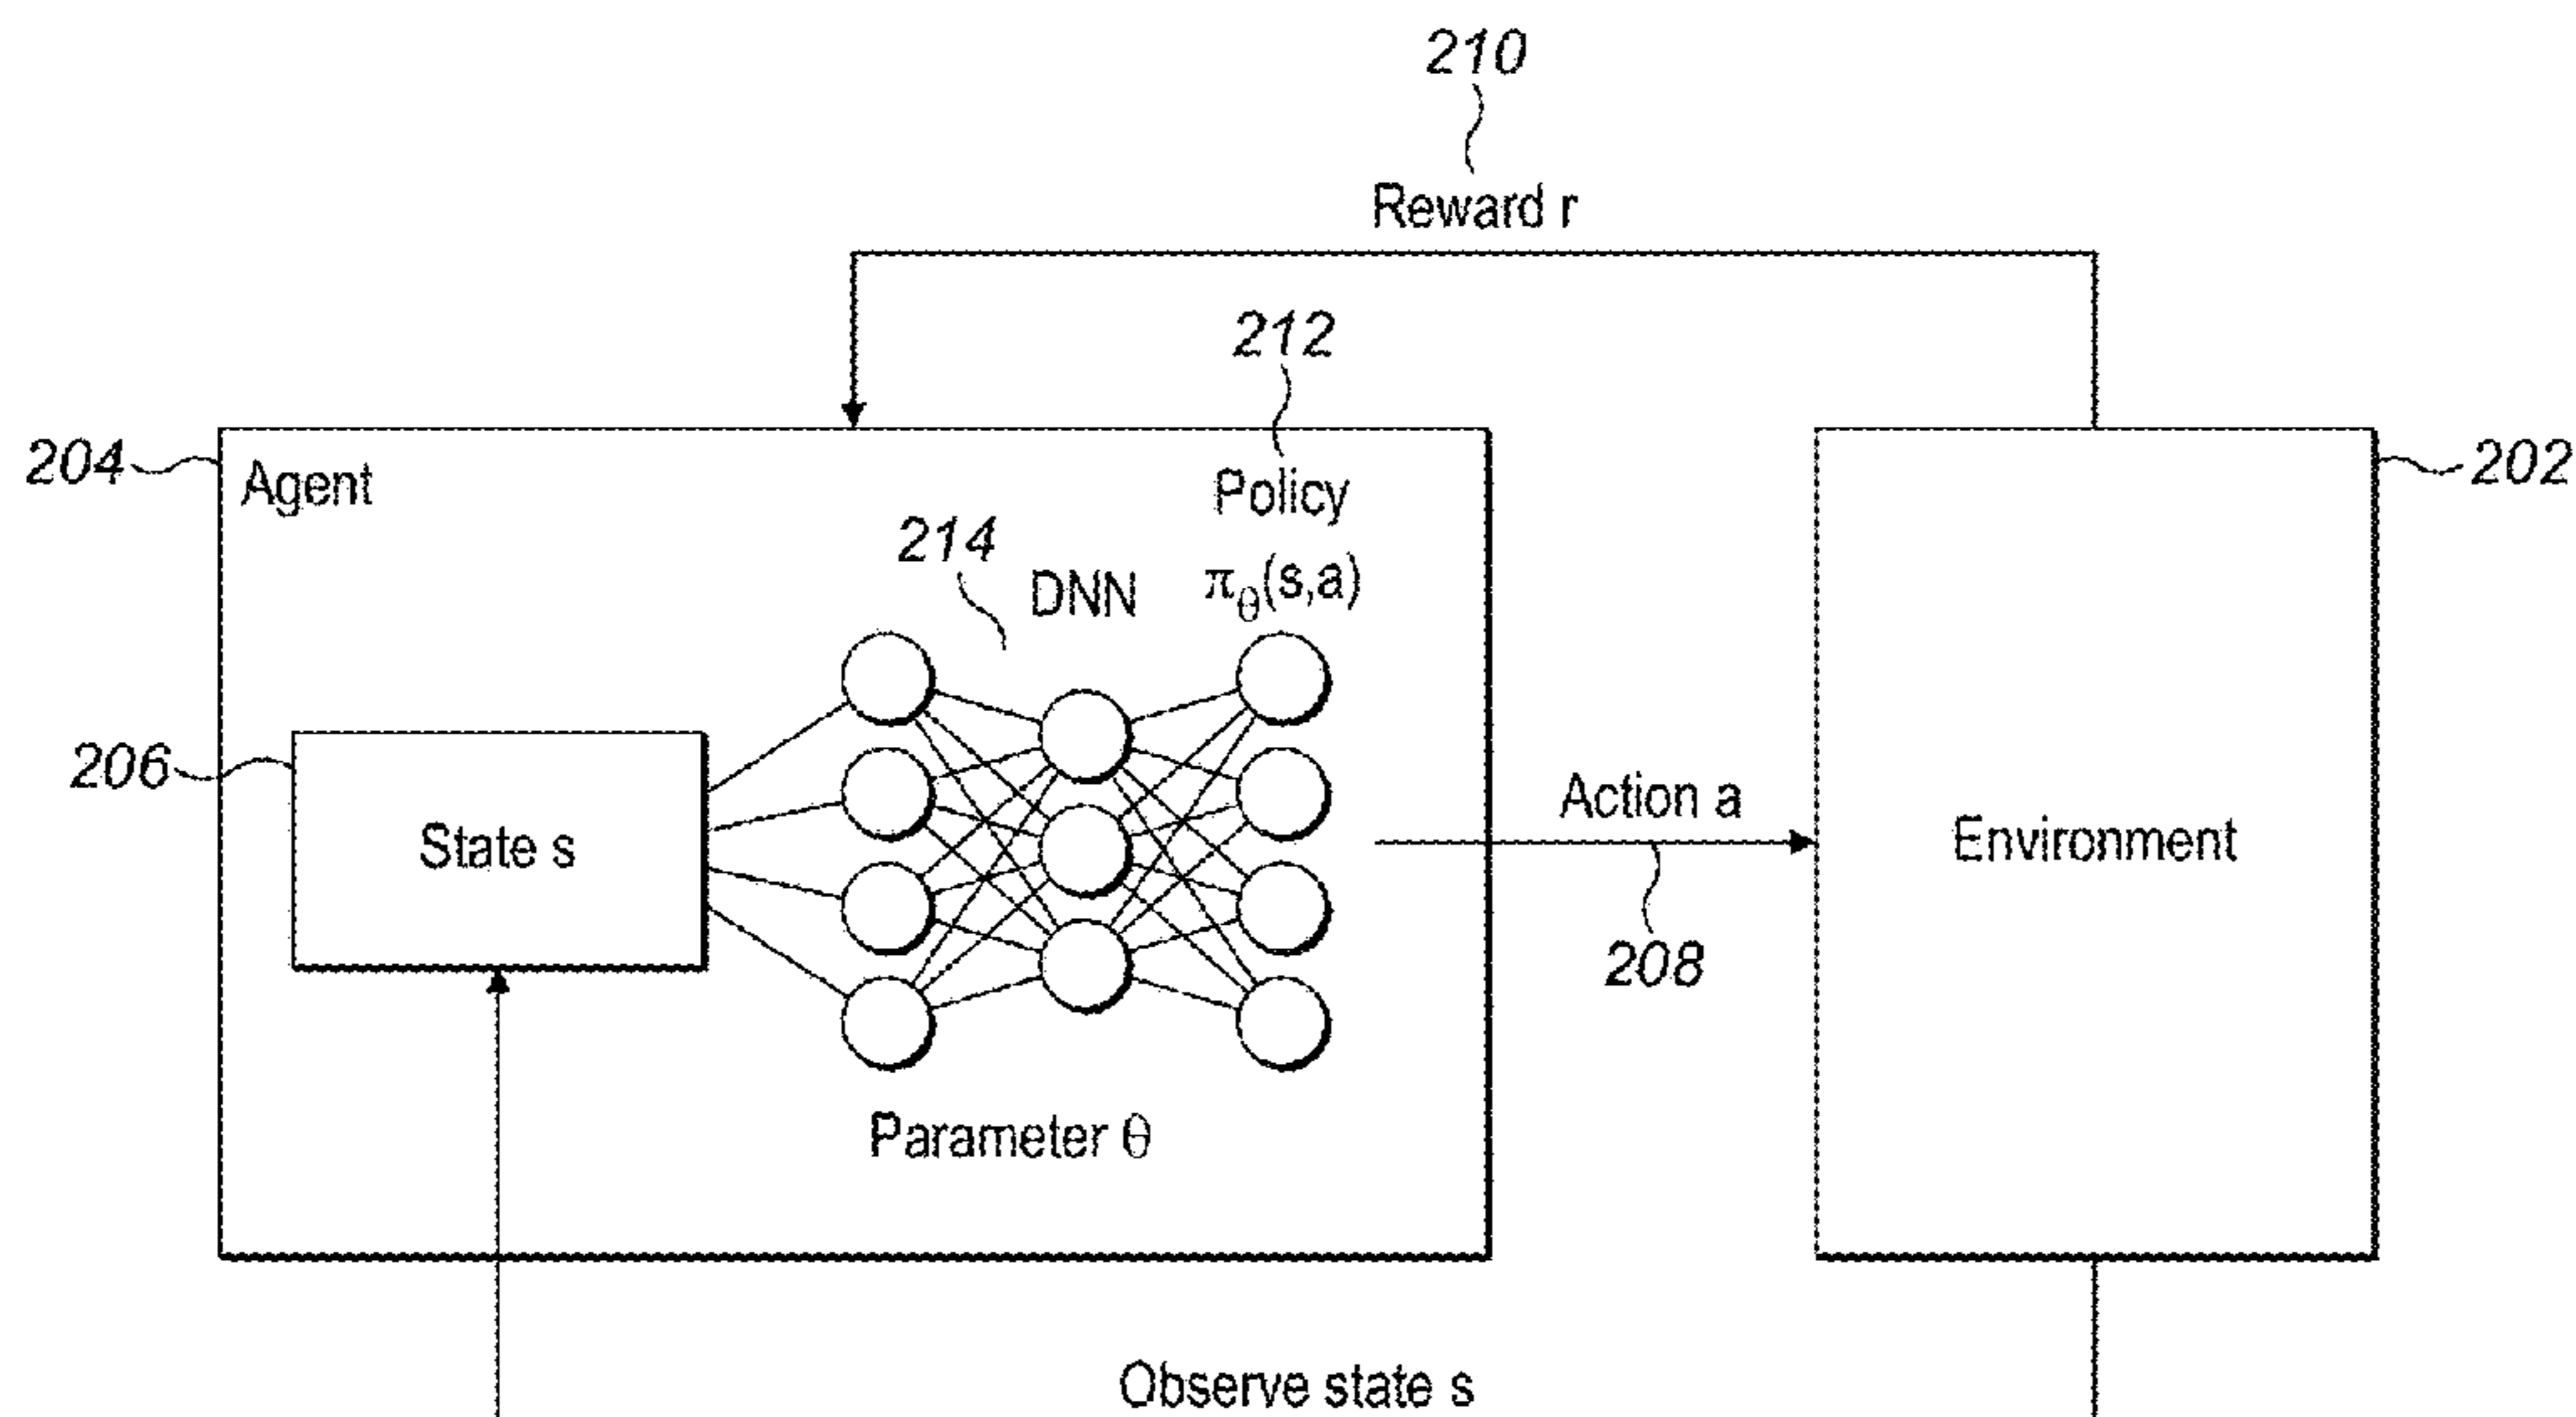 210
Reward r
212
204
Agent
Policy
202
214
DNN
πθ(s,a)
206
State s
Action a
Environment
208
Parameter θ
Observe state s